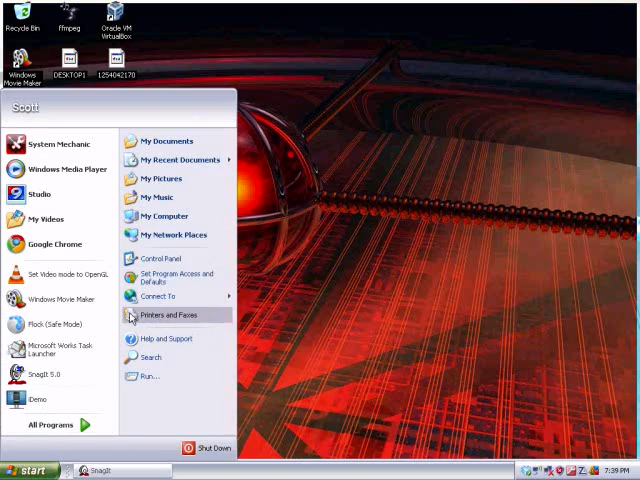 Recycle Bin
ffmpeg
Oracle VM
VirtualBox
Windows
Movie Maker
DESKTOP1
1254042170
Scott
System Mechanic
Windows Media Player
Studio
My Videos
Google Chrome
Set Video mode to OpenGL
Windows Movie Maker
Flock (Safe Mode)
Microsoft Works Task
Launcher
SnagIt 5.0
iDemo
All Programs
My Documents
My Recent Documents
My Pictures
My Music
My Computer
My Network Places
Control Panel
Set Program Access and
Defaults
Connect To
Printers and Faxes
Help and Support
Search
Run...
Shut Down
start
SnagIt
7:39 PM